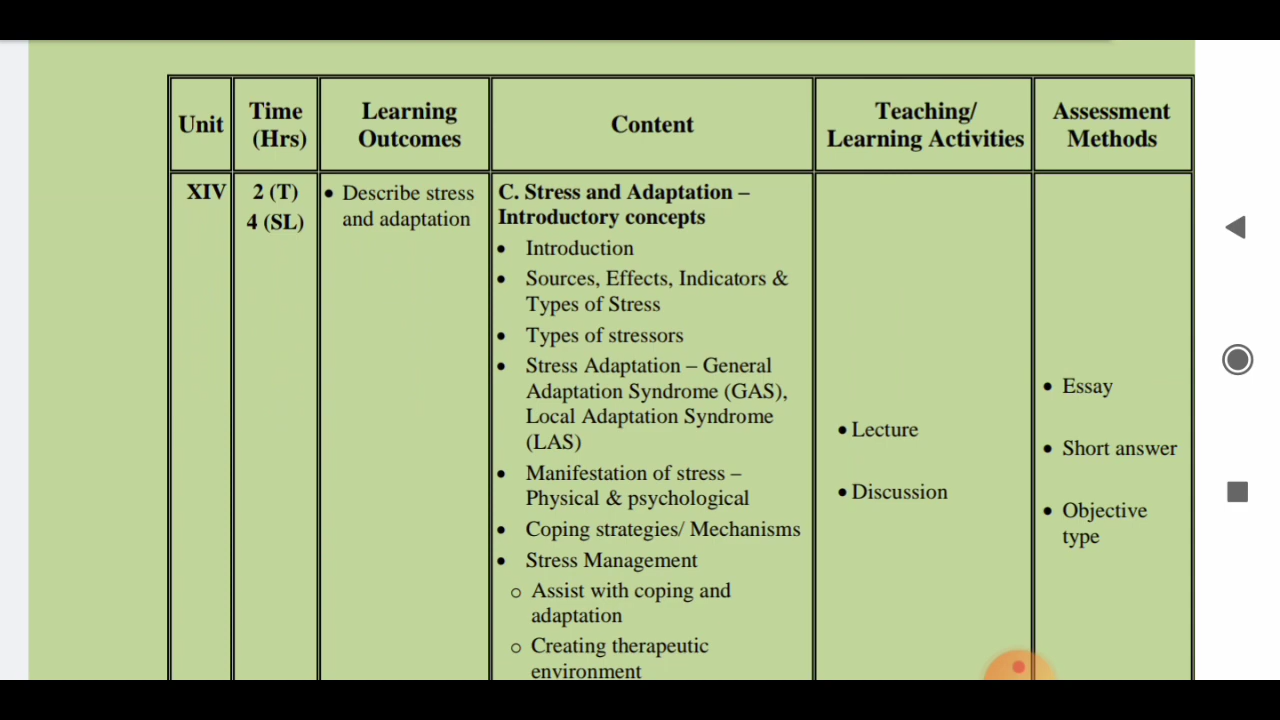 Unit
Time
(Hrs)
Learning
Outcomes
Content
Teaching/
Learning Activities
Assessment
Methods
XIV
2 (T)
4 (SL)
• Describe stress
and adaptation
C. Stress and Adaptation –
Introductory concepts
• Introduction
• Sources, Effects, Indicators &
Types of Stress
• Types of stressors
• Stress Adaptation – General
Adaptation Syndrome (GAS),
Local Adaptation Syndrome
(LAS)
• Manifestation of stress –
Physical & psychological
• Coping strategies/ Mechanisms
• Stress Management
o Assist with coping and
adaptation
o Creating therapeutic
environment
• Lecture
• Discussion
• Essay
• Short answer
• Objective
type